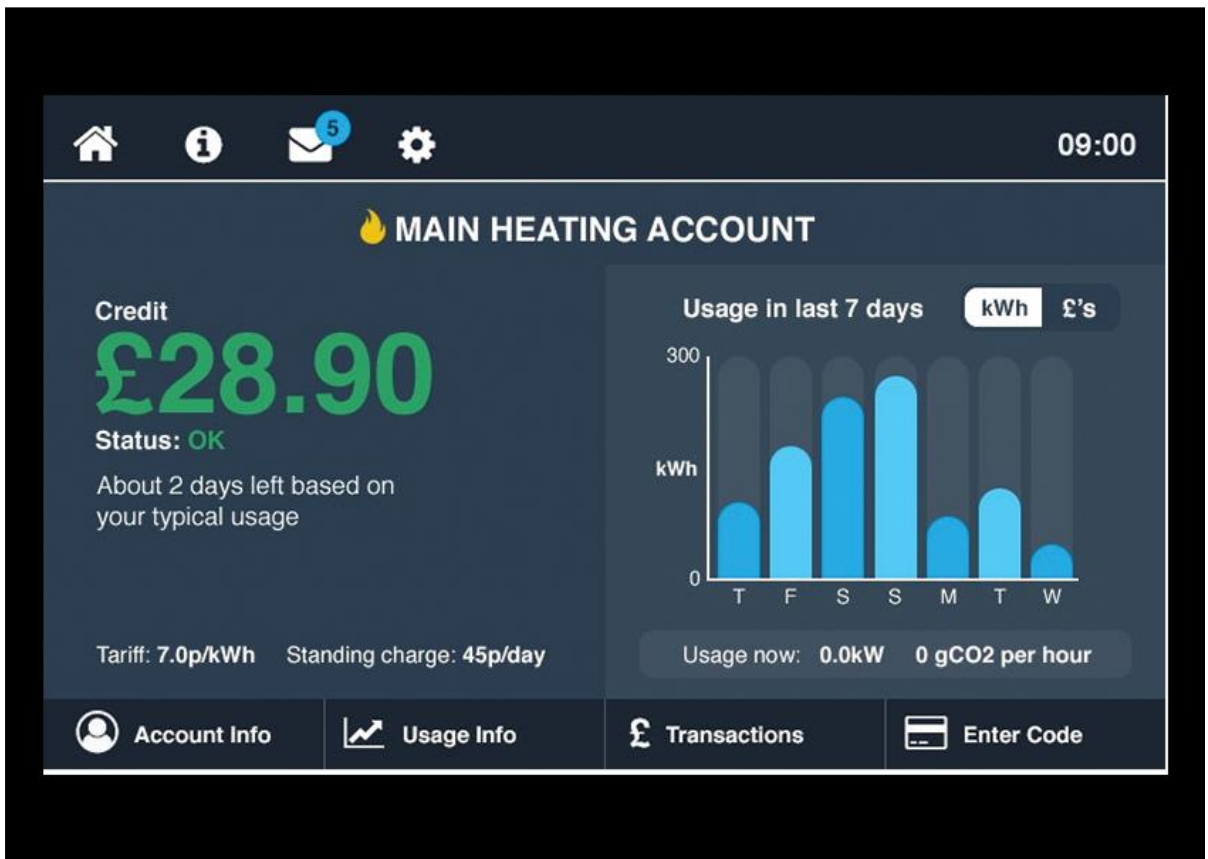 5
09:00
MAIN HEATING ACCOUNT
Credit
£28.90
Status: OK
About 2 days left based on
your typical usage
Tariff: 7.0p/kWh Standing charge: 45p/day
Usage in last 7 days kWh £'s
300
kWh
0
T F S S M T W
Usage now: 0.0kW 0 gCO2 per hour
Account Info Usage Info £ Transactions Enter Code